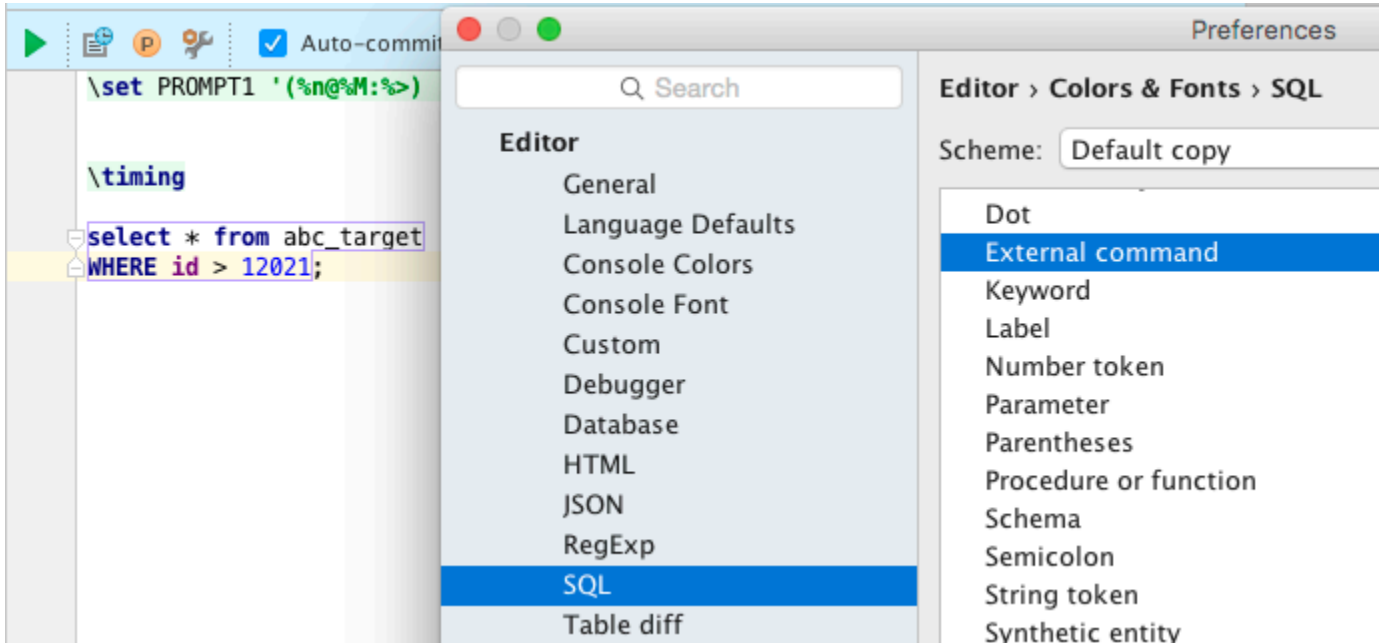 P
Auto-commit
\set PROMPT1 '(%n@%M:%>)
\timing
select * from abc_target
WHERE id > 12021;
Preferences
Search
Editor
General
Language Defaults
Console Colors
Console Font
Custom
Debugger
Database
HTML
JSON
RegExp
SQL
Table diff
Editor › Colors & Fonts › SQL
Scheme: Default copy
Dot
External command
Keyword
Label
Number token
Parameter
Parentheses
Procedure or function
Schema
Semicolon
String token
Synthetic entity